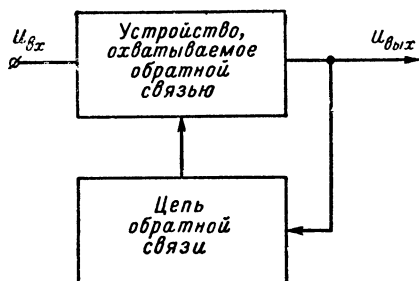 u_вх
Устройство,
охватываемое
обратной
связью
u_вых
Цепь
обратной
связи